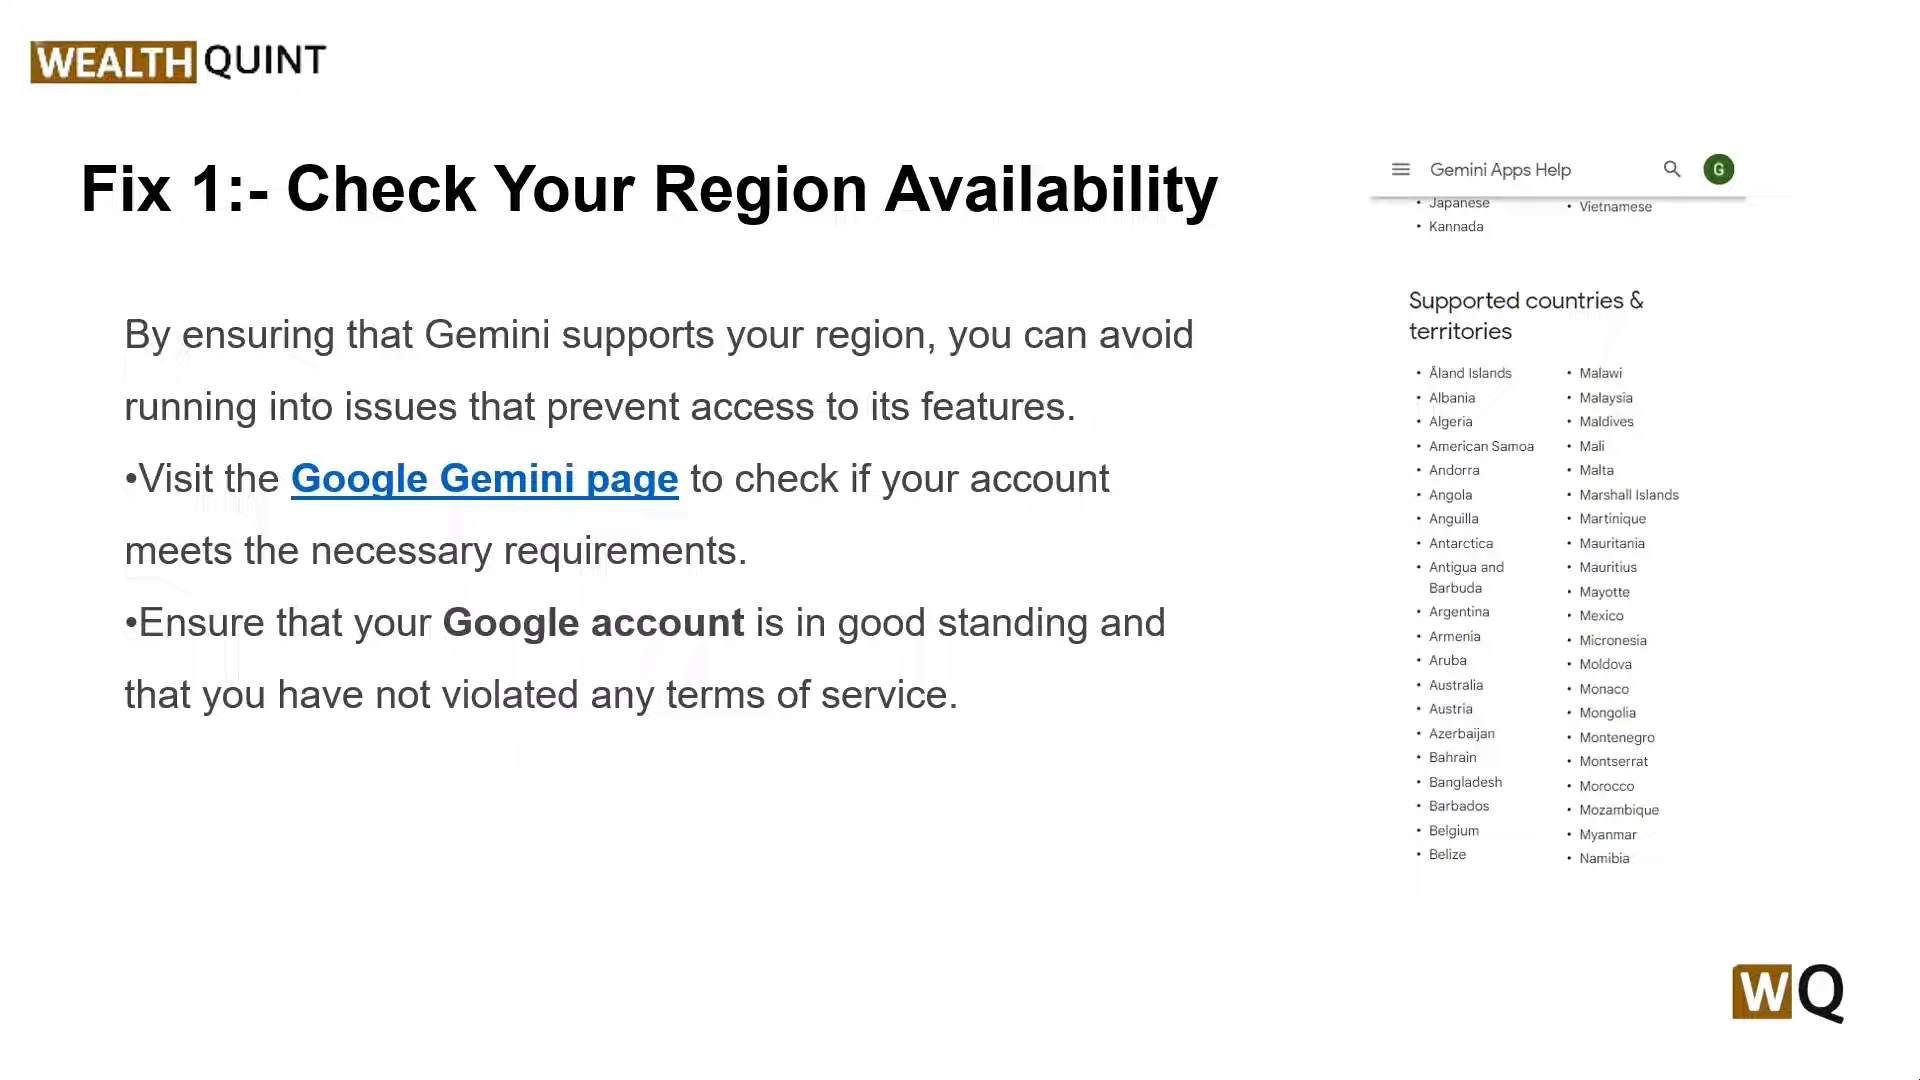 WEALTH QUINT
Fix 1:- Check Your Region Availability
By ensuring that Gemini supports your region, you can avoid
running into issues that prevent access to its features.
•Visit the Google Gemini page to check if your account
meets the necessary requirements.
•Ensure that your Google account is in good standing and
that you have not violated any terms of service.
Gemini Apps Help
G
• Japanese
• Kannada
• Vietnamese
Supported countries &
territories
• Åland Islands
• Albania
• Algeria
• American Samoa
• Andorra
• Angola
• Anguilla
• Antarctica
• Antigua and
Barbuda
• Argentina
• Armenia
• Aruba
• Australia
• Austria
• Azerbaijan
• Bahrain
• Bangladesh
• Barbados
• Belgium
• Belize
• Malawi
• Malaysia
• Maldives
• Mali
• Malta
• Marshall Islands
• Martinique
• Mauritania
• Mauritius
• Mayotte
• Mexico
• Micronesia
• Moldova
• Monaco
• Mongolia
• Montenegro
• Montserrat
• Morocco
• Mozambique
• Myanmar
• Namibia
WQ